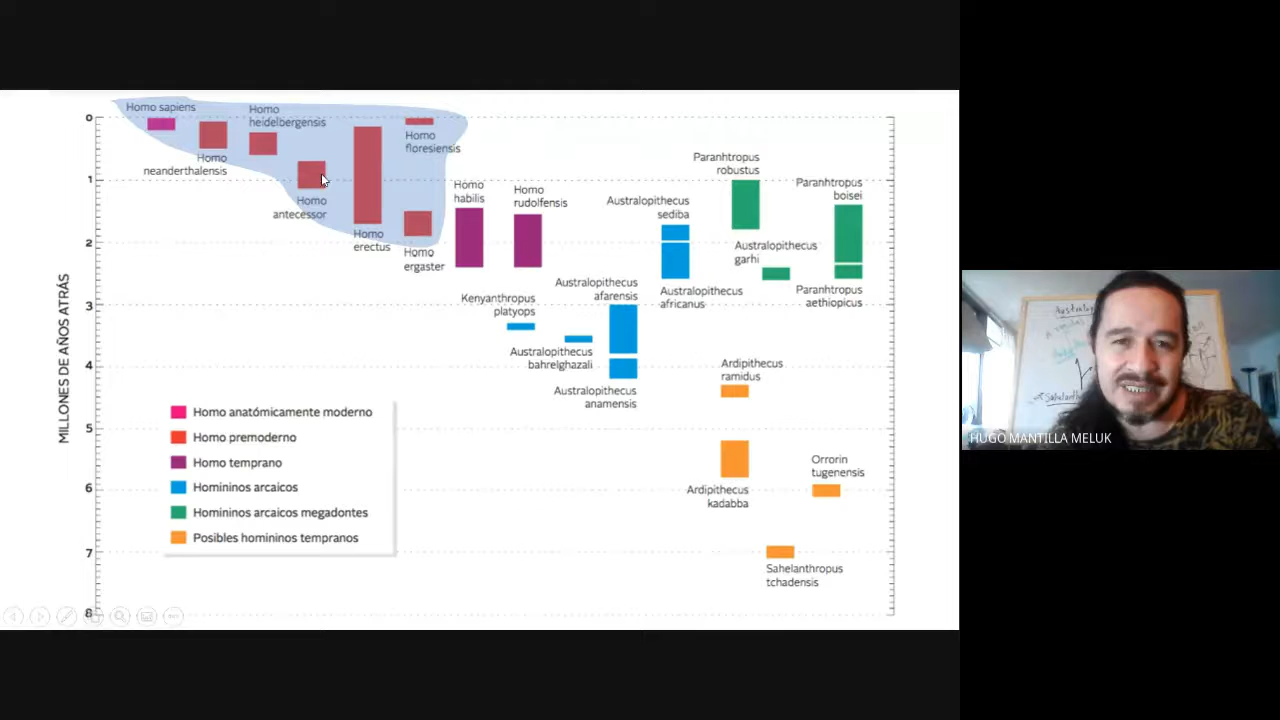 Homo sapiens
Homo
heidelbergensis
0
Homo
neanderthalensis
Homo
floresiensis
1
Homo
antecessor
Homo
erectus
Homo
ergaster
Homo
habilis
Homo
rudolfensis
Australopithecus
sediba
Paranhtropus
robustus
Paranhtropus
boisei
2
Australopithecus
garhi
Australopithecus
afarensis
Australopithecus
africanus
Paranhtropus
aethiopicus
Kenyanthropus
platyops
3
Australopithecus
bahrelghazali
4
Australopithecus
anamensis
Ardipithecus
ramidus
MILLONES DE AÑOS ATRÁS
5
Ardipithecus
kadabba
Orrorin
tugenensis
6
7
Sahelanthropus
tchadensis
8
Homo anatómicamente moderno
Homo premoderno
Homo temprano
Homininos arcaicos
Homininos arcaicos megadontes
Posibles homininos tempranos
HUGO MANTILLA MELUK